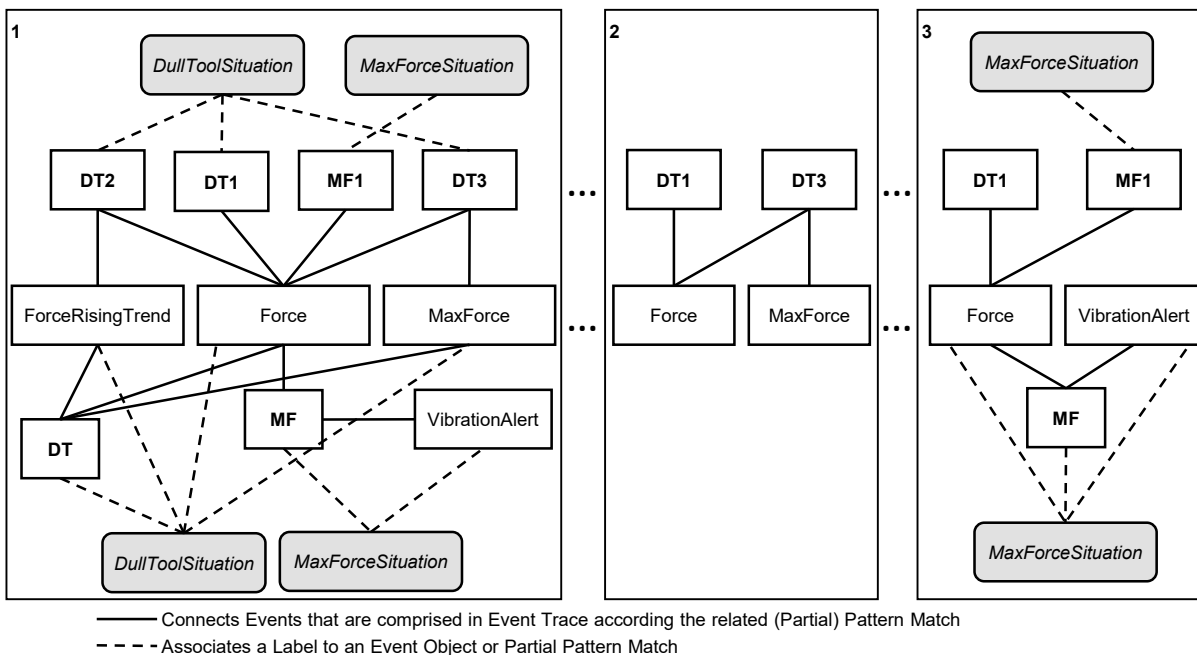 1
DullToolSituation
MaxForceSituation
DT2
DT1
MF1
DT3
ForceRisingTrend
Force
MaxForce
DT
MF
VibrationAlert
DullToolSituation
MaxForceSituation
...
...
2
DT1
DT3
Force
MaxForce
...
...
3
MaxForceSituation
DT1
MF1
Force
VibrationAlert
MF
MaxForceSituation
Connects Events that are comprised in Event Trace according the related (Partial) Pattern Match
Associates a Label to an Event Object or Partial Pattern Match